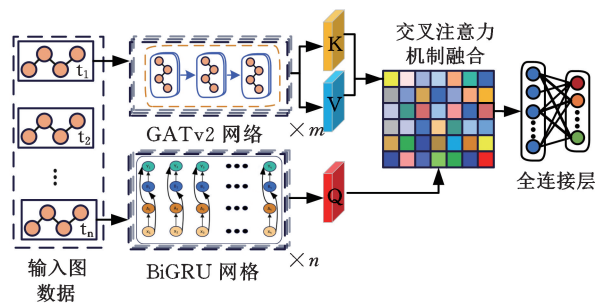 t₁
t₂
tₙ
输入图
数据
GATv2 网络
×m
BiGRU 网格
×n
K
V
Q
交叉注意力
机制融合
全连接层